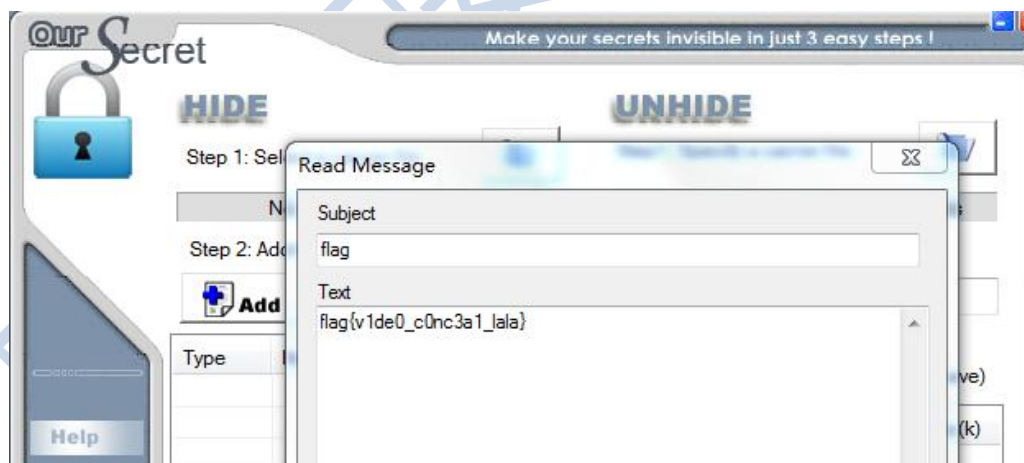 Our Secret
Make your secrets invisible in just 3 easy steps !
HIDE
UNHIDE
Step 1: Sel
Read Message
N
Subject
Step 2: Add
flag
Add
Text
flag{v1de0_c0nc3a1_lala}
Type
ve)
Help
(k)